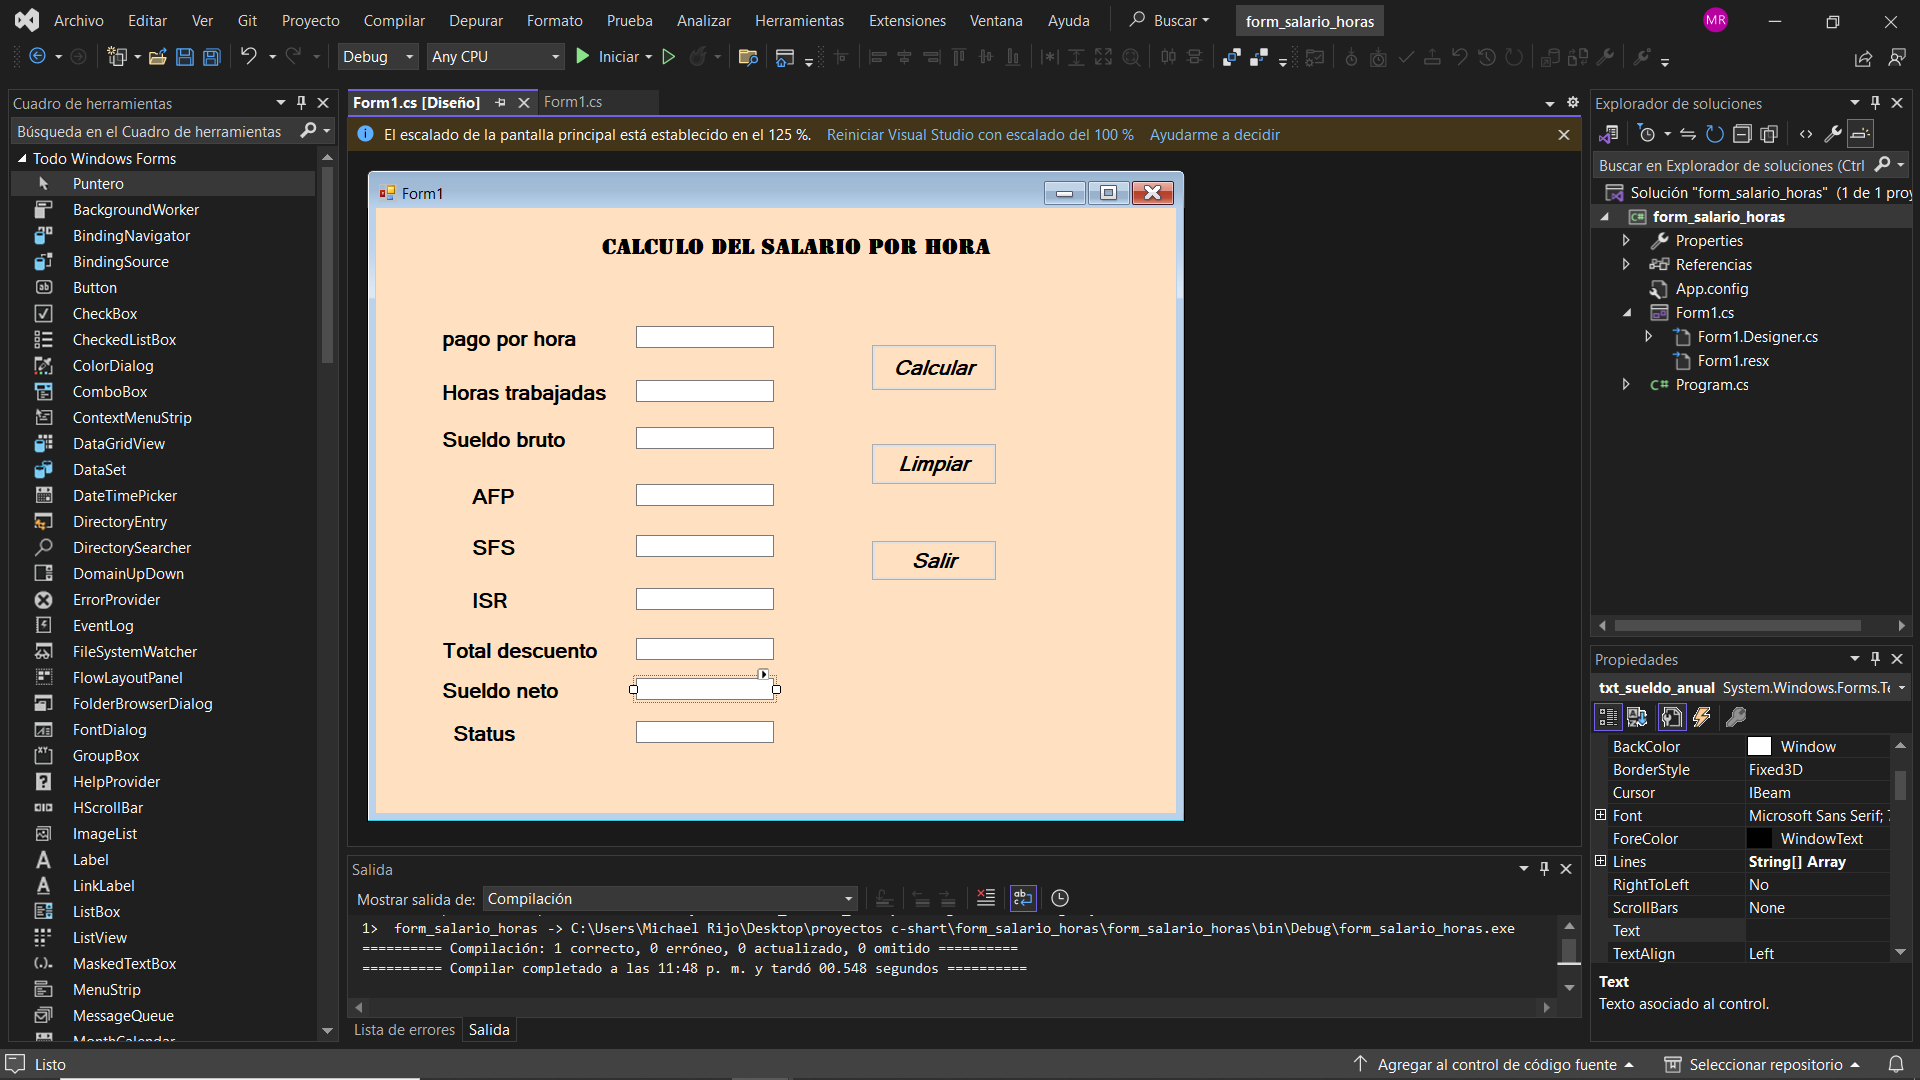 Archivo Editar Ver Git Proyecto Compilar Depurar Formato Prueba Analizar Herramientas Extensiones Ventana Ayuda Buscar form_salario_horas MR
Debug Any CPU Iniciar
Cuadro de herramientas
Búsqueda en el Cuadro de herramientas
Todo Windows Forms
Puntero
BackgroundWorker
BindingNavigator
BindingSource
Button
CheckBox
CheckedListBox
ColorDialog
ComboBox
ContextMenuStrip
DataGridView
DataSet
DateTimePicker
DirectoryEntry
DirectorySearcher
DomainUpDown
ErrorProvider
EventLog
FileSystemWatcher
FlowLayoutPanel
FolderBrowserDialog
FontDialog
GroupBox
HelpProvider
HScrollBar
ImageList
Label
LinkLabel
ListBox
ListView
MaskedTextBox
MenuStrip
MessageQueue
MonthCalendar
Form1.cs [Diseño] Form1.cs
El escalado de la pantalla principal está establecido en el 125 %. Reiniciar Visual Studio con escalado del 100 % Ayudarme a decidir
Form1
CALCULO DEL SALARIO POR HORA
pago por hora
Horas trabajadas
Sueldo bruto
AFP
SFS
ISR
Total descuento
Sueldo neto
Status
Calcular
Limpiar
Salir
Salida
Mostrar salida de: Compilación
1> form_salario_horas -> C:\Users\Michael Rijo\Desktop\proyectos c-shart\form_salario_horas\form_salario_horas\bin\Debug\form_salario_horas.exe
========== Compilación: 1 correcto, 0 erróneo, 0 actualizado, 0 omitido ==========
========== Compilar completado a las 11:48 p. m. y tardó 00.548 segundos ==========
Lista de errores Salida
Explorador de soluciones
Buscar en Explorador de soluciones (Ctrl
Solución "form_salario_horas" (1 de 1 proy
form_salario_horas
Properties
Referencias
App.config
Form1.cs
Form1.Designer.cs
Form1.resx
Program.cs
Propiedades
txt_sueldo_anual System.Windows.Forms.Te
BackColor Window
BorderStyle Fixed3D
Cursor IBeam
Font Microsoft Sans Serif; 7
ForeColor WindowText
Lines String[] Array
RightToLeft No
ScrollBars None
Text
TextAlign Left
Text
Texto asociado al control.
Listo Agregar al control de código fuente Seleccionar repositorio